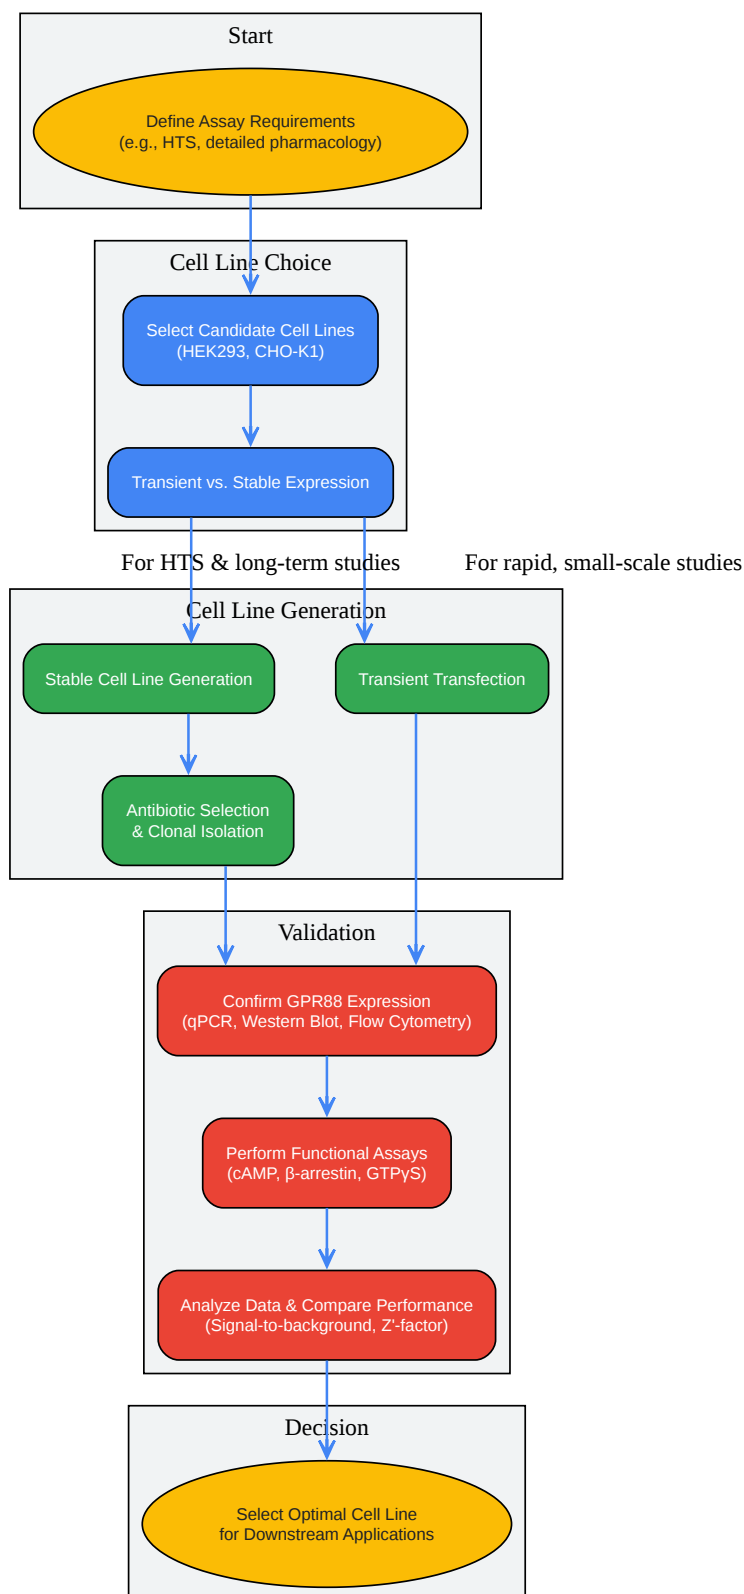 Start
Define Assay Requirements
(e.g., HTS, detailed pharmacology)
Cell Line Choice
Select Candidate Cell Lines
(HEK293, CHO-K1)
Transient vs. Stable Expression
For HTS & long-term studies
For rapid, small-scale studies
Cell Line Generation
Stable Cell Line Generation
Transient Transfection
Antibiotic Selection
& Clonal Isolation
Validation
Confirm GPR88 Expression
(qPCR, Western Blot, Flow Cytometry)
Perform Functional Assays
(cAMP, β-arrestin, GTPγS)
Analyze Data & Compare Performance
(Signal-to-background, Z'-factor)
Decision
Select Optimal Cell Line
for Downstream Applications